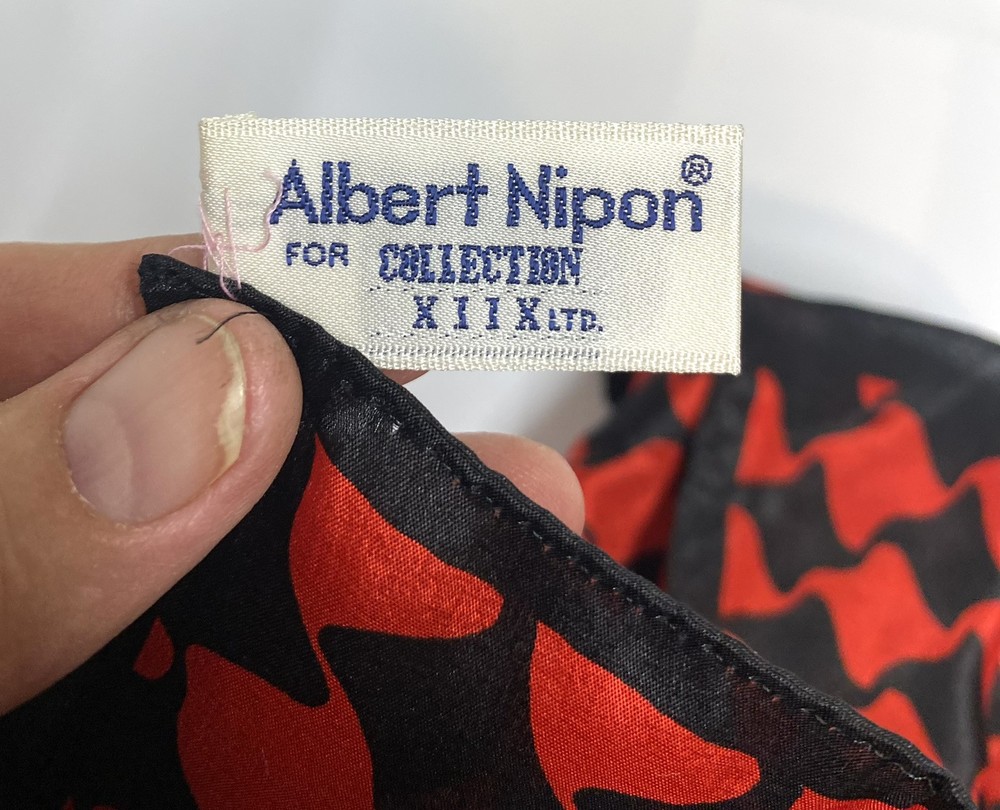 Albert Nipon®
FOR COLLECTION
XIIX LTD.